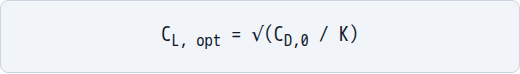 C_L, opt = √(C_D,0 / K)